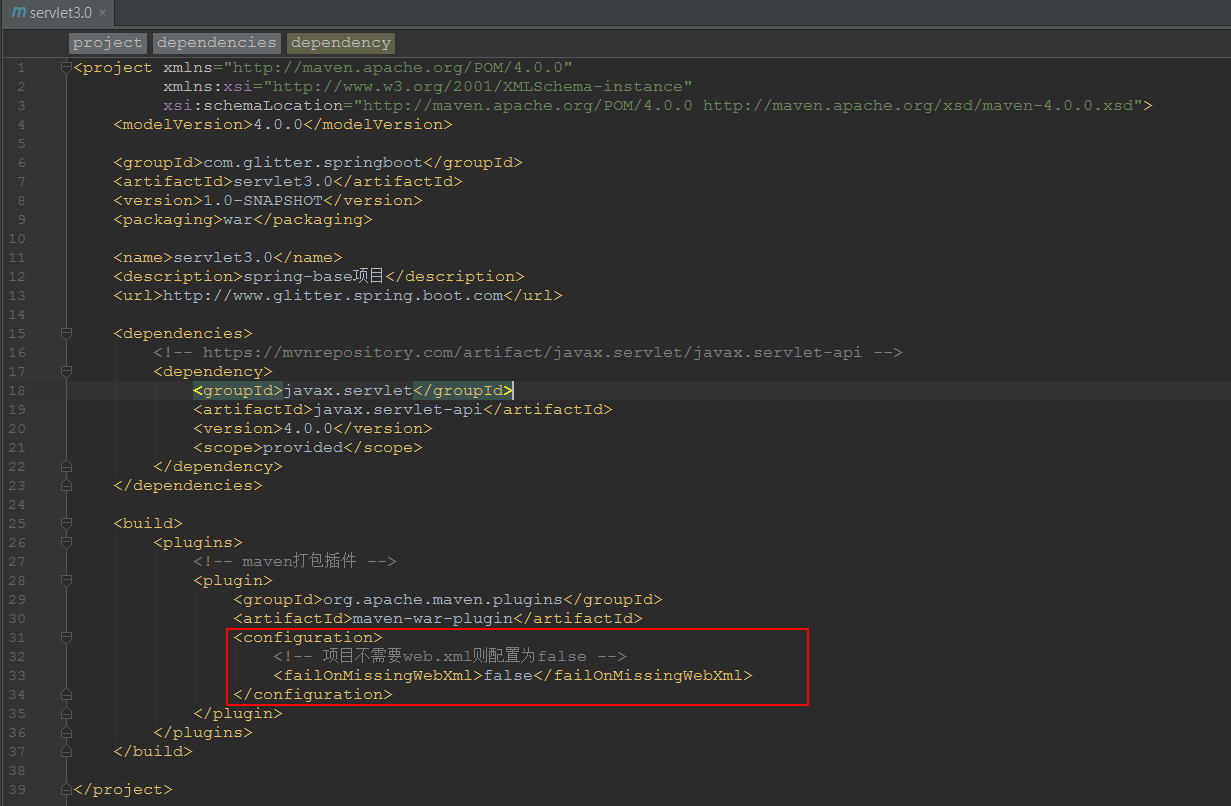 servlet3.0
project dependencies dependency
1 <project xmlns="http://maven.apache.org/POM/4.0.0"
2 xmlns:xsi="http://www.w3.org/2001/XMLSchema-instance"
3 xsi:schemaLocation="http://maven.apache.org/POM/4.0.0 http://maven.apache.org/xsd/maven-4.0.0.xsd">
4 <modelVersion>4.0.0</modelVersion>
5
6 <groupId>com.glitter.springboot</groupId>
7 <artifactId>servlet3.0</artifactId>
8 <version>1.0-SNAPSHOT</version>
9 <packaging>war</packaging>
10
11 <name>servlet3.0</name>
12 <description>spring-base项目</description>
13 <url>http://www.glitter.spring.boot.com</url>
14
15 <dependencies>
16 <!-- https://mvnrepository.com/artifact/javax.servlet/javax.servlet-api -->
17 <dependency>
18 <groupId>javax.servlet</groupId>
19 <artifactId>javax.servlet-api</artifactId>
20 <version>4.0.0</version>
21 <scope>provided</scope>
22 </dependency>
23 </dependencies>
24
25 <build>
26 <plugins>
27 <!-- maven打包插件 -->
28 <plugin>
29 <groupId>org.apache.maven.plugins</groupId>
30 <artifactId>maven-war-plugin</artifactId>
31 <configuration>
32 <!-- 项目不需要web.xml则配置为false -->
33 <failOnMissingWebXml>false</failOnMissingWebXml>
34 </configuration>
35 </plugin>
36 </plugins>
37 </build>
38
39 </project>